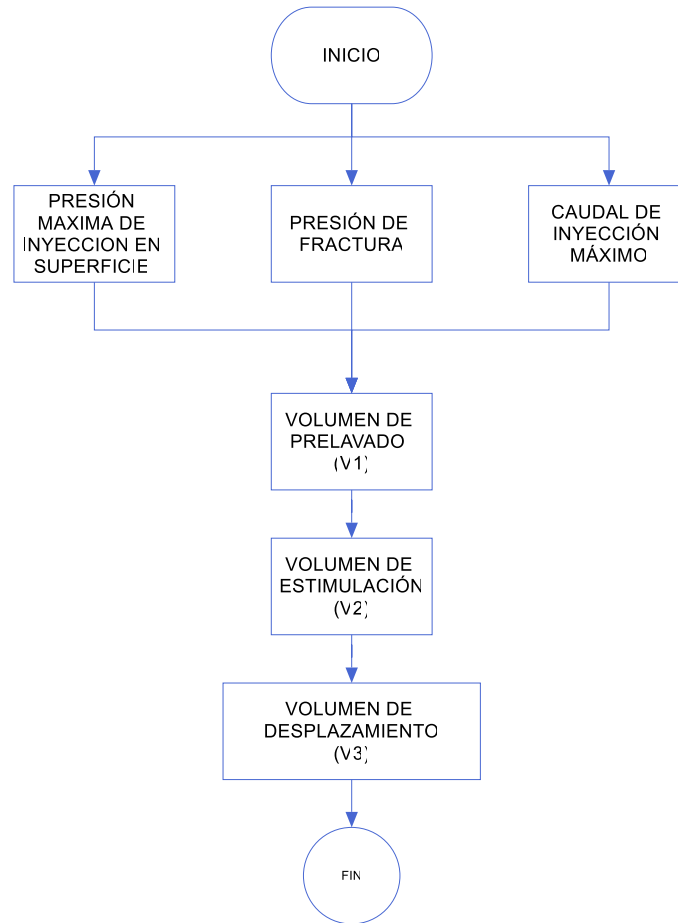 INICIO
PRESIÓN
MAXIMA DE
INYECCION EN
SUPERFICIE
PRESIÓN DE
FRACTURA
CAUDAL DE
INYECCIÓN
MÁXIMO
VOLUMEN DE
PRELAVADO
(V1)
VOLUMEN DE
ESTIMULACIÓN
(V2)
VOLUMEN DE
DESPLAZAMIENTO
(V3)
FIN